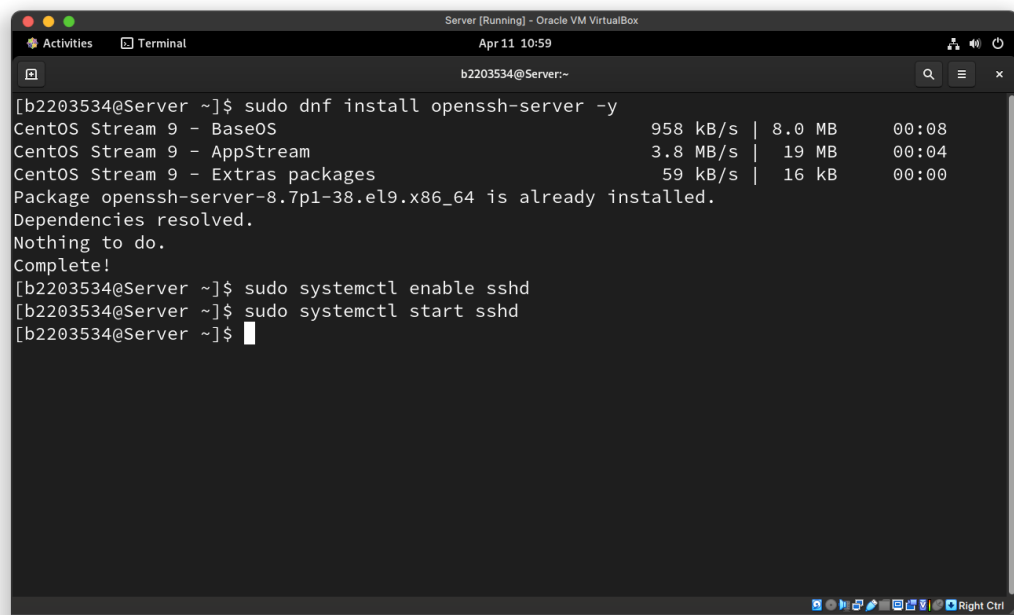 Server [Running] - Oracle VM VirtualBox
Activities Terminal Apr 11 10:59
b2203534@Server:~
[b2203534@Server ~]$ sudo dnf install openssh-server -y
CentOS Stream 9 - BaseOS 958 kB/s | 8.0 MB 00:08
CentOS Stream 9 - AppStream 3.8 MB/s | 19 MB 00:04
CentOS Stream 9 - Extras packages 59 kB/s | 16 kB 00:00
Package openssh-server-8.7p1-38.el9.x86_64 is already installed.
Dependencies resolved.
Nothing to do.
Complete!
[b2203534@Server ~]$ sudo systemctl enable sshd
[b2203534@Server ~]$ sudo systemctl start sshd
[b2203534@Server ~]$
Right Ctrl